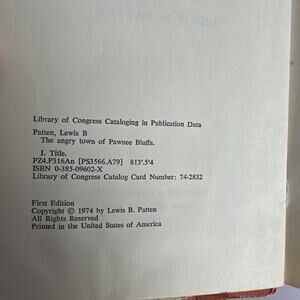 Library of Congress Cataloging in Publication Data
Patten, Lewis B
The angry town of Pawnee Bluffs.
I. Title.
PZ4.P316An [PS3566.A79] 813'.5'4
ISBN 0-385-09602-X
Library of Congress Catalog Card Number: 74-2832
First Edition
Copyright © 1974 by Lewis B. Patten
All Rights Reserved
Printed in the United States of America